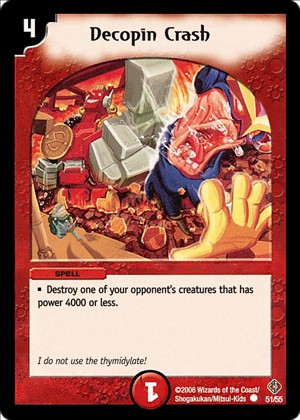 4
Decopin Crash
SPELL
▪ Destroy one of your opponent's creatures that has
power 4000 or less.
I do not use the thymidylate!
1
©2006 Wizards of the Coast/
Shogakukan/Mitsui-Kids
51/55